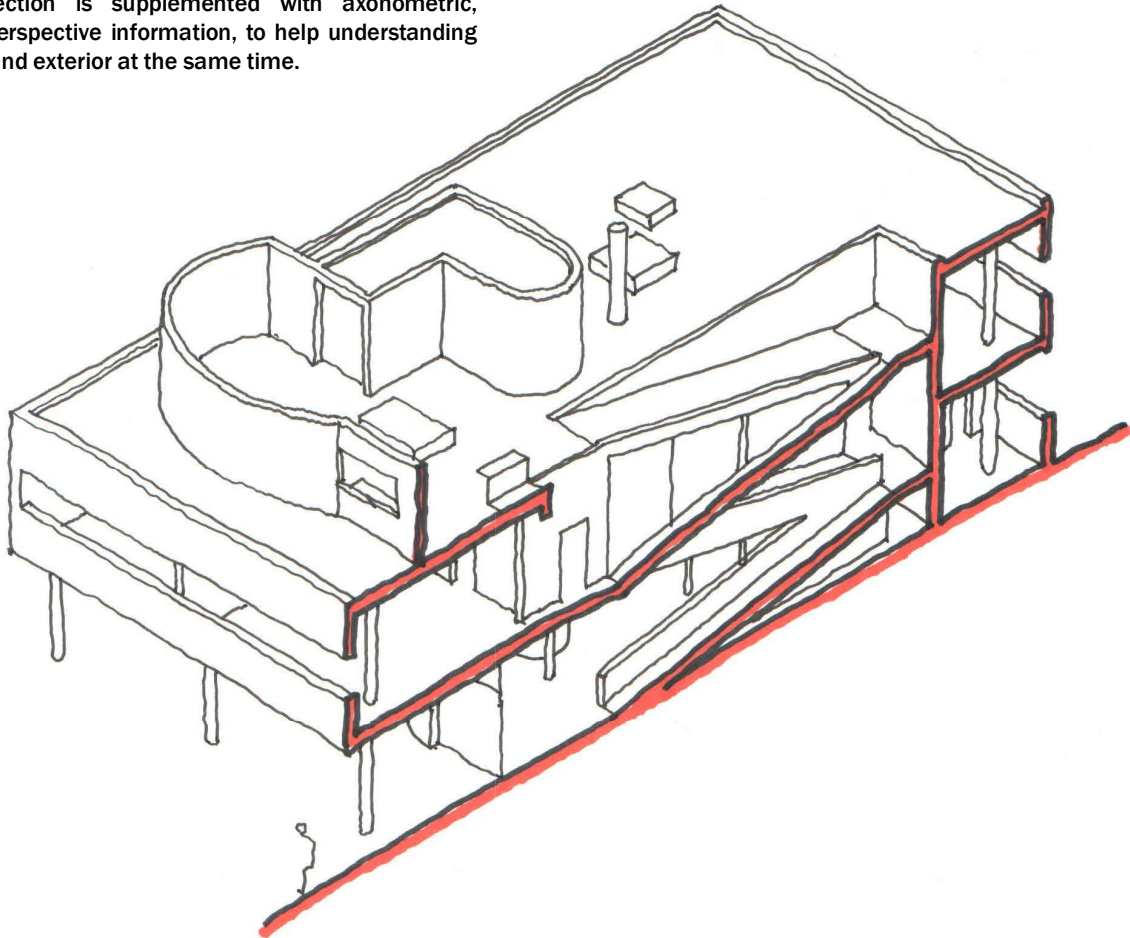 ection is supplemented with axonometric,
erspective information, to help understanding
nd exterior at the same time.